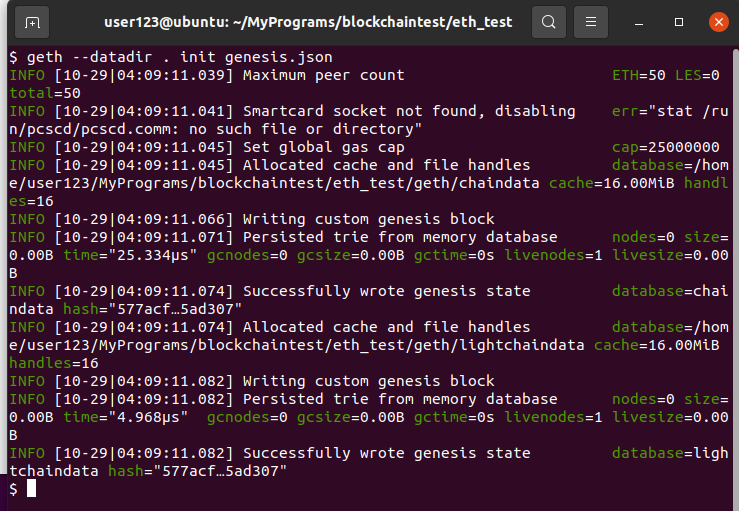 user123@ubuntu: ~/MyPrograms/blockchaintest/eth_test
$ geth --datadir . init genesis.json
INFO [10-29|04:09:11.039] Maximum peer count                       ETH=50 LES=0
total=50
INFO [10-29|04:09:11.041] Smartcard socket not found, disabling    err="stat /ru
n/pcscd/pcscd.comm: no such file or directory"
INFO [10-29|04:09:11.045] Set global gas cap                       cap=25000000
INFO [10-29|04:09:11.045] Allocated cache and file handles         database=/hom
e/user123/MyPrograms/blockchaintest/eth_test/geth/chaindata cache=16.00MiB handl
es=16
INFO [10-29|04:09:11.066] Writing custom genesis block
INFO [10-29|04:09:11.071] Persisted trie from memory database      nodes=0 size=
0.00B time="25.334µs" gcnodes=0 gcsize=0.00B gctime=0s livenodes=1 livesize=0.00
B
INFO [10-29|04:09:11.074] Successfully wrote genesis state         database=chai
ndata hash="577acf…5ad307"
INFO [10-29|04:09:11.074] Allocated cache and file handles         database=/hom
e/user123/MyPrograms/blockchaintest/eth_test/geth/lightchaindata cache=16.00MiB
handles=16
INFO [10-29|04:09:11.082] Writing custom genesis block
INFO [10-29|04:09:11.082] Persisted trie from memory database      nodes=0 size=
0.00B time="4.968µs"  gcnodes=0 gcsize=0.00B gctime=0s livenodes=1 livesize=0.00
B
INFO [10-29|04:09:11.082] Successfully wrote genesis state         database=ligh
tchaindata hash="577acf…5ad307"
$